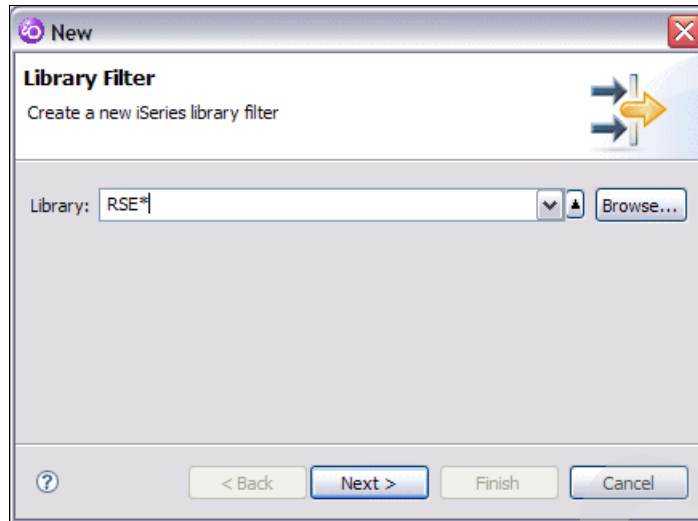 New
Library Filter
Create a new iSeries library filter
Library: RSE* Browse...
? < Back Next > Finish Cancel